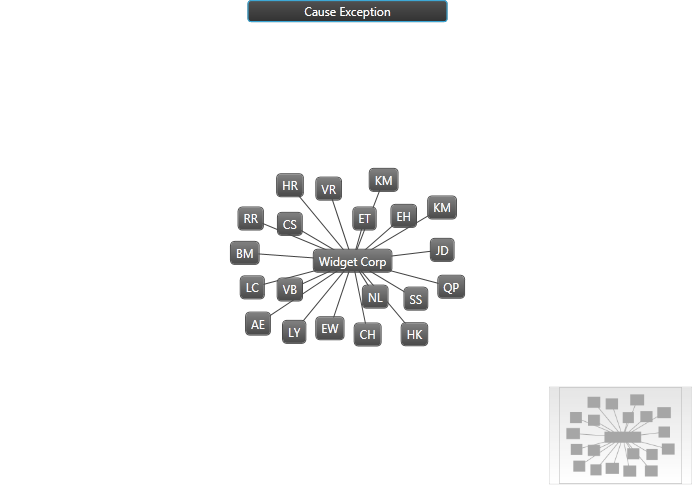 Cause Exception
KM
HR
VR
KM
RR
CS
ET
EH
BM
Widget Corp
JD
LC
VB
NL
SS
QP
AE
LY
EW
CH
HK